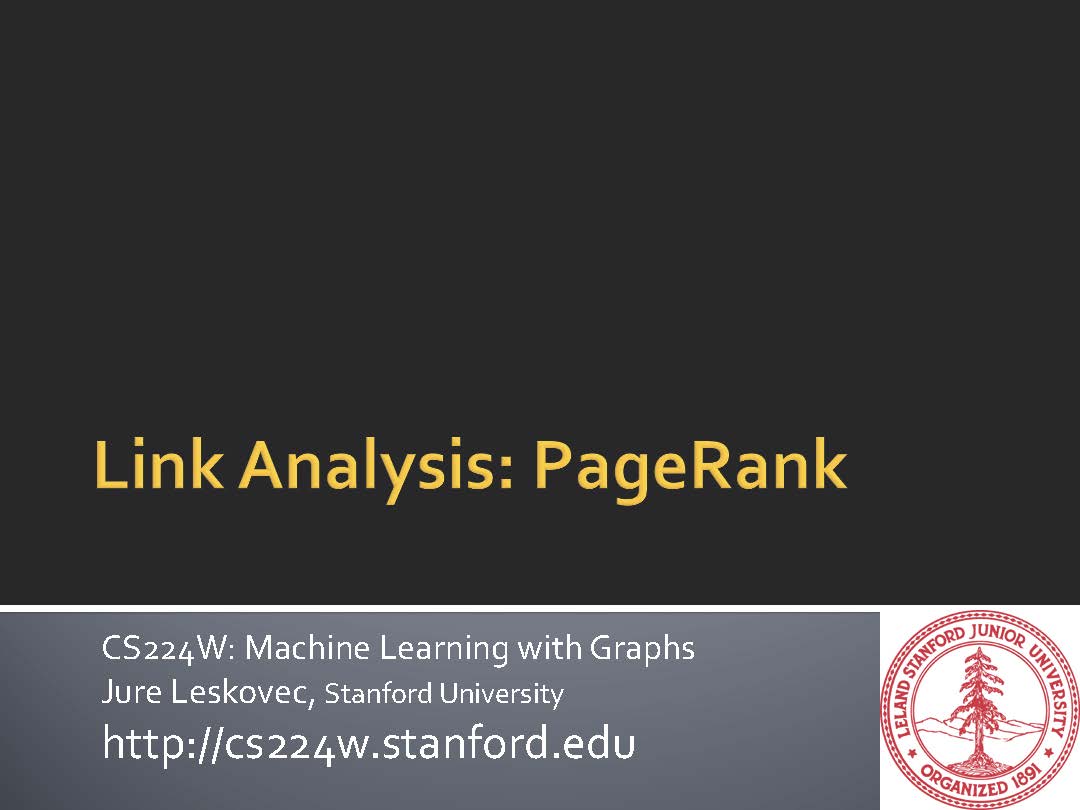 Link Analysis: PageRank
CS224W: Machine Learning with Graphs
Jure Leskovec, Stanford University
http://cs224w.stanford.edu
LELAND STANFORD JUNIOR UNIVERSITY
ORGANIZED 1891